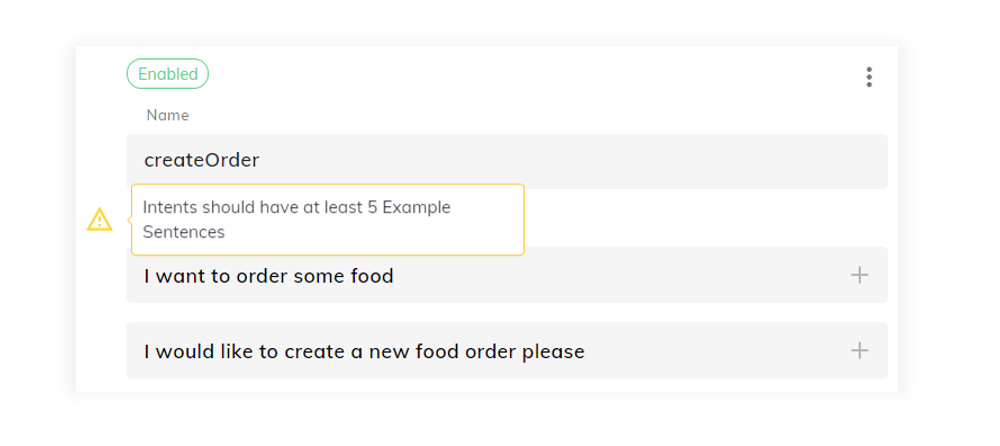 Enabled
Name
createOrder
Intents should have at least 5 Example
Sentences
I want to order some food
I would like to create a new food order please